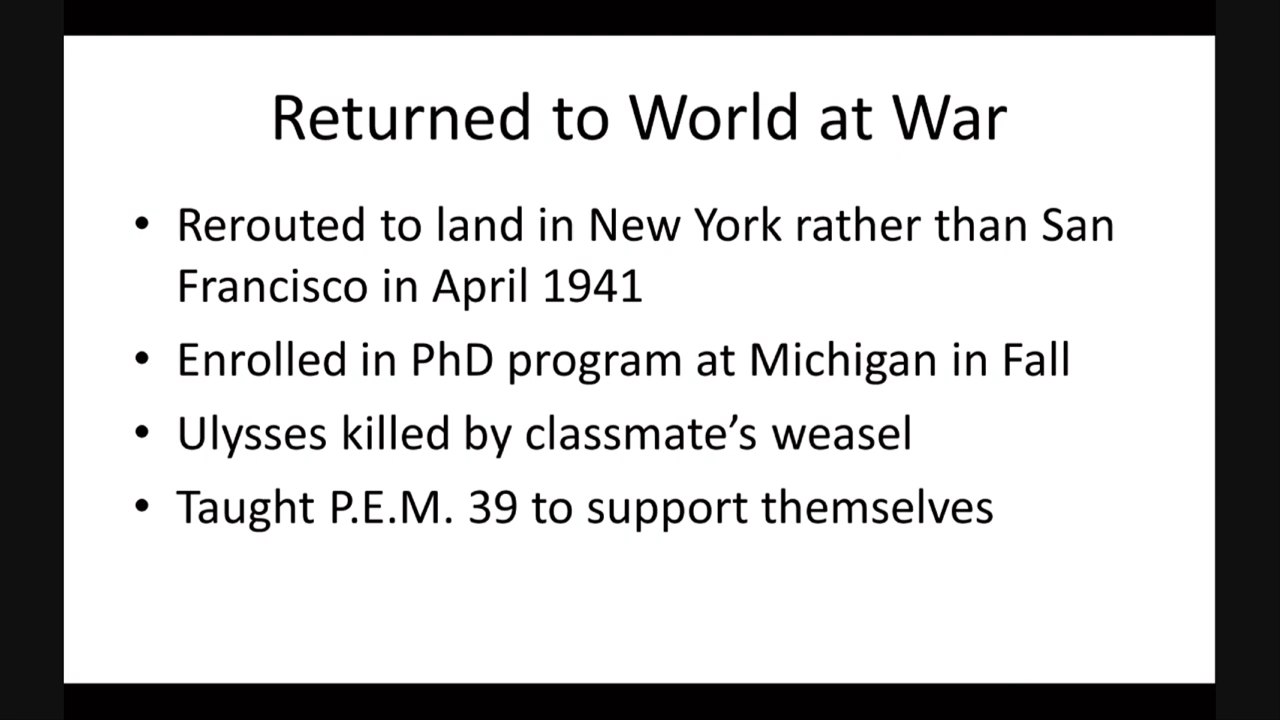 Returned to World at War
• Rerouted to land in New York rather than San
Francisco in April 1941
• Enrolled in PhD program at Michigan in Fall
• Ulysses killed by classmate’s weasel
• Taught P.E.M. 39 to support themselves